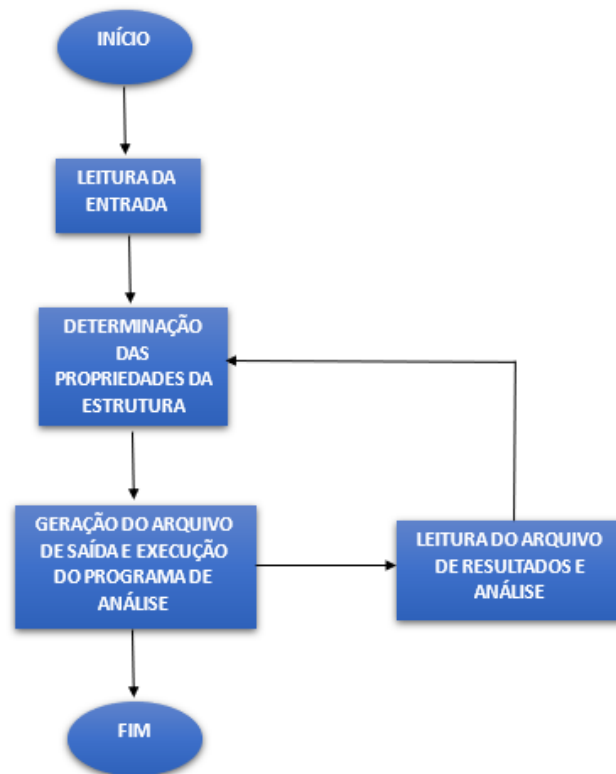 INÍCIO
LEITURA DA
ENTRADA
DETERMINAÇÃO
DAS
PROPRIEDADES DA
ESTRUTURA
GERAÇÃO DO ARQUIVO
DE SAÍDA E EXECUÇÃO
DO PROGRAMA DE
ANÁLISE
LEITURA DO ARQUIVO
DE RESULTADOS E
ANÁLISE
FIM